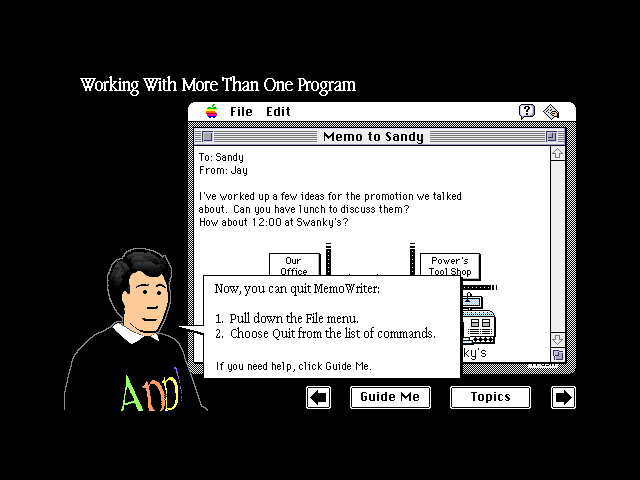 Working With More Than One Program
File Edit
Memo to Sandy
To: Sandy
From: Jay
I've worked up a few ideas for the promotion we talked
about. Can you have lunch to discuss them?
How about 12:00 at Swanky's?
Our
Office
Power's
Tool Shop
Now, you can quit MemoWriter:
1. Pull down the File menu.
2. Choose Quit from the list of commands.
If you need help, click Guide Me.
ky's
App
Guide Me
Topics